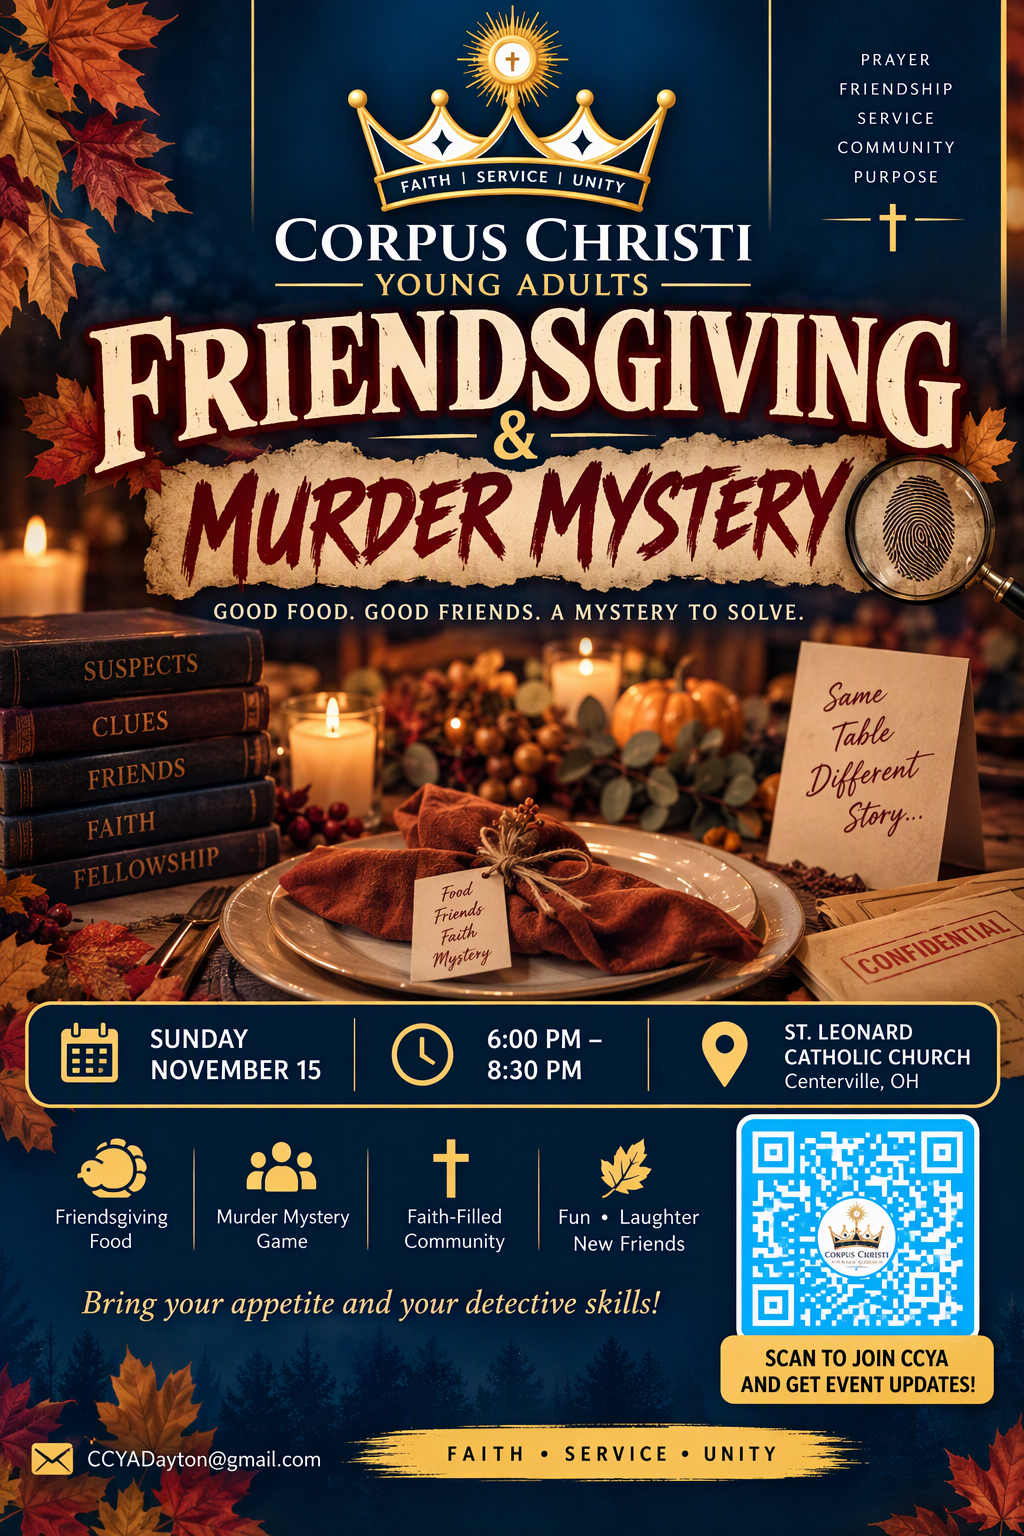 FAITH | SERVICE | UNITY
CORPUS CHRISTI
YOUNG ADULTS
PRAYER
FRIENDSHIP
SERVICE
COMMUNITY
PURPOSE
FRIENDSGIVING
&
MURDER MYSTERY
GOOD FOOD. GOOD FRIENDS. A MYSTERY TO SOLVE.
SUSPECTS
CLUES
FRIENDS
FAITH
FELLOWSHIP
Same
Table
Different
Story...
Food
Friends
Faith
Mystery
CONFIDENTIAL
SUNDAY
NOVEMBER 15
6:00 PM –
8:30 PM
ST. LEONARD
CATHOLIC CHURCH
Centerville, OH
Friendsgiving
Food
Murder Mystery
Game
Faith-Filled
Community
Fun • Laughter
New Friends
CORPUS CHRISTI
Bring your appetite and your detective skills!
SCAN TO JOIN CCYA
AND GET EVENT UPDATES!
CCYADayton@gmail.com
FAITH • SERVICE • UNITY